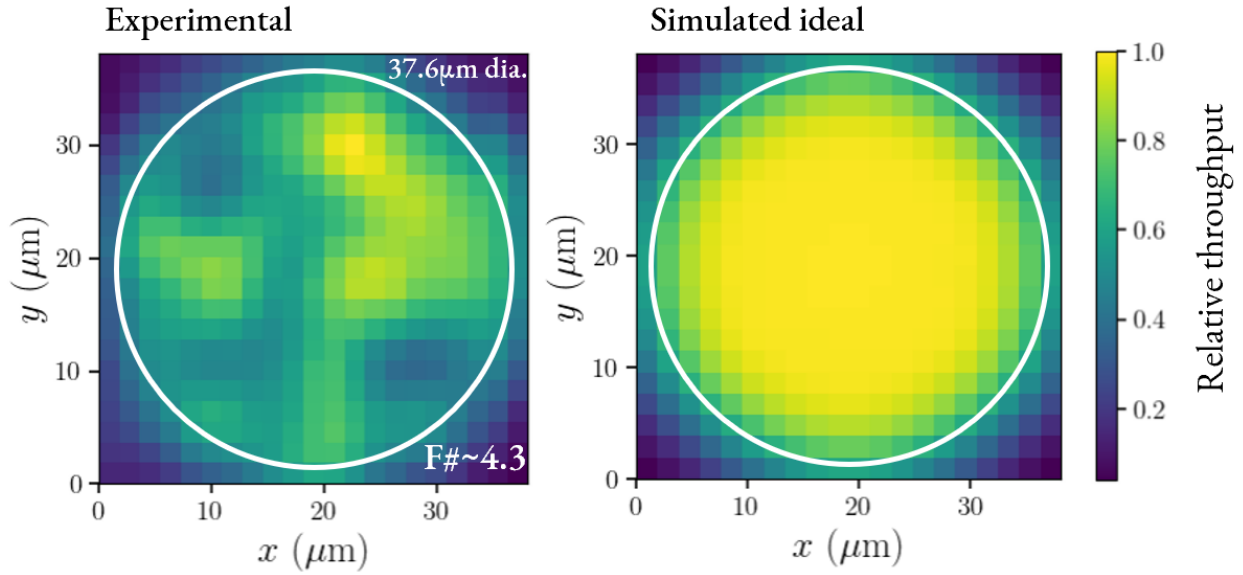 Experimental
Simulated ideal
37.6μm dia.
F#~4.3
y (μm)
30
20
10
0
0 10 20 30
x (μm)
y (μm)
30
20
10
0
0 10 20 30
x (μm)
1.0
0.8
0.6
0.4
0.2
Relative throughput